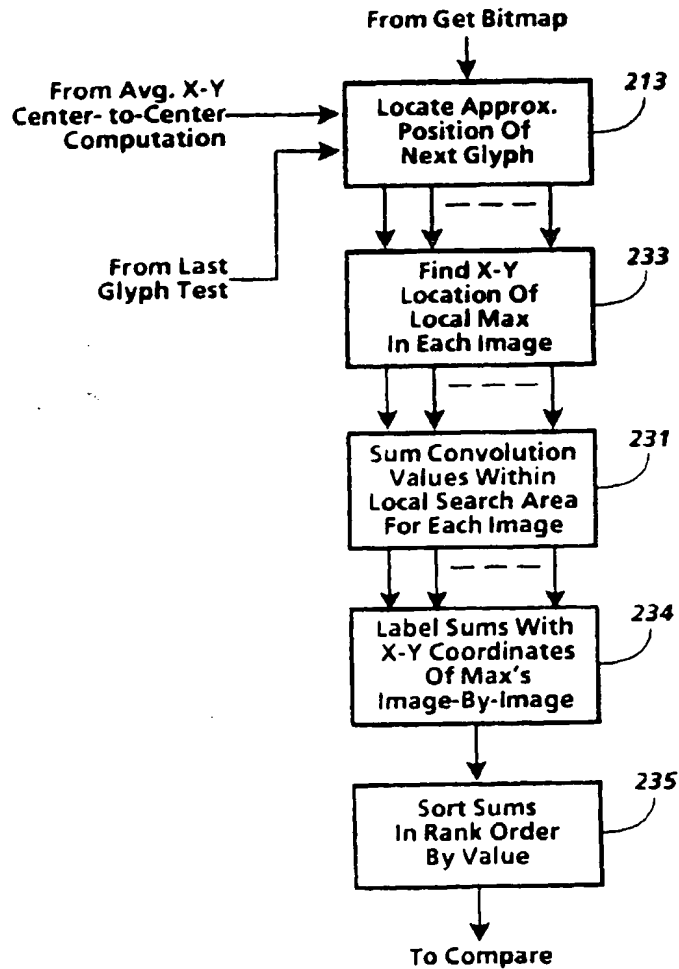 From Get Bitmap
From Avg. X-Y
Center- to-Center
Computation
213
Locate Approx.
Position Of
Next Glyph
From Last
Glyph Test
233
Find X-Y
Location Of
Local Max
In Each Image
231
Sum Convolution
Values Within
Local Search Area
For Each Image
234
Label Sums With
X-Y Coordinates
Of Max's
Image-By-Image
235
Sort Sums
In Rank Order
By Value
To Compare